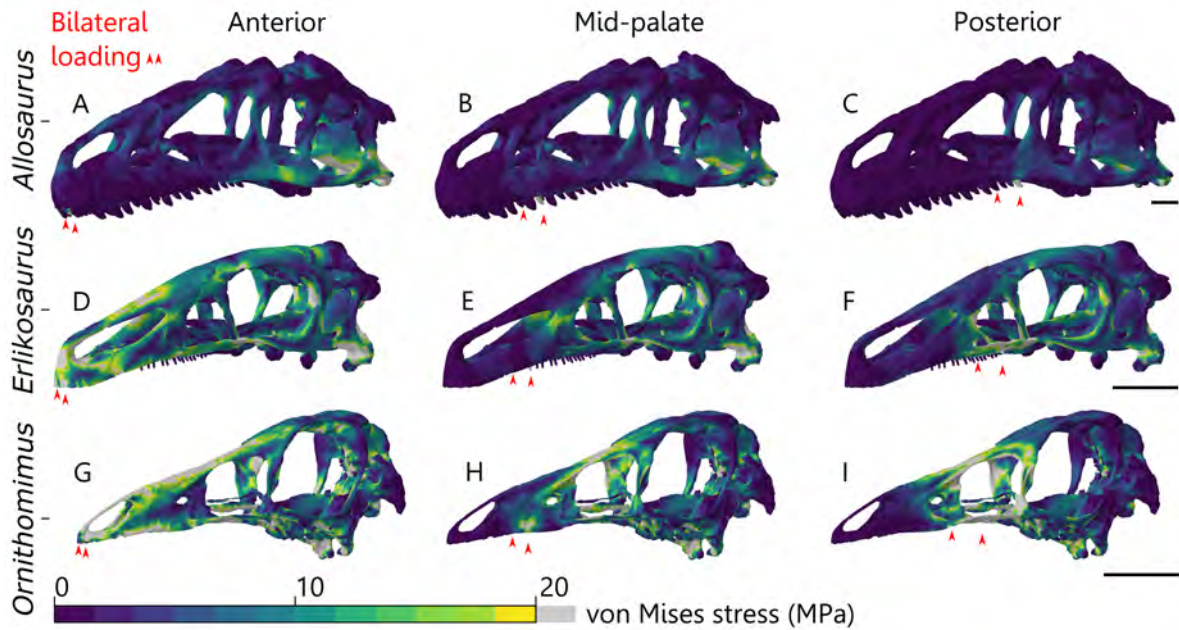 Bilateral
loading
Anterior
Mid-palate
Posterior
Allosaurus
A
B
C
Erlikosaurus
D
E
F
Ornithomimus
G
H
I
0
10
20
von Mises stress (MPa)